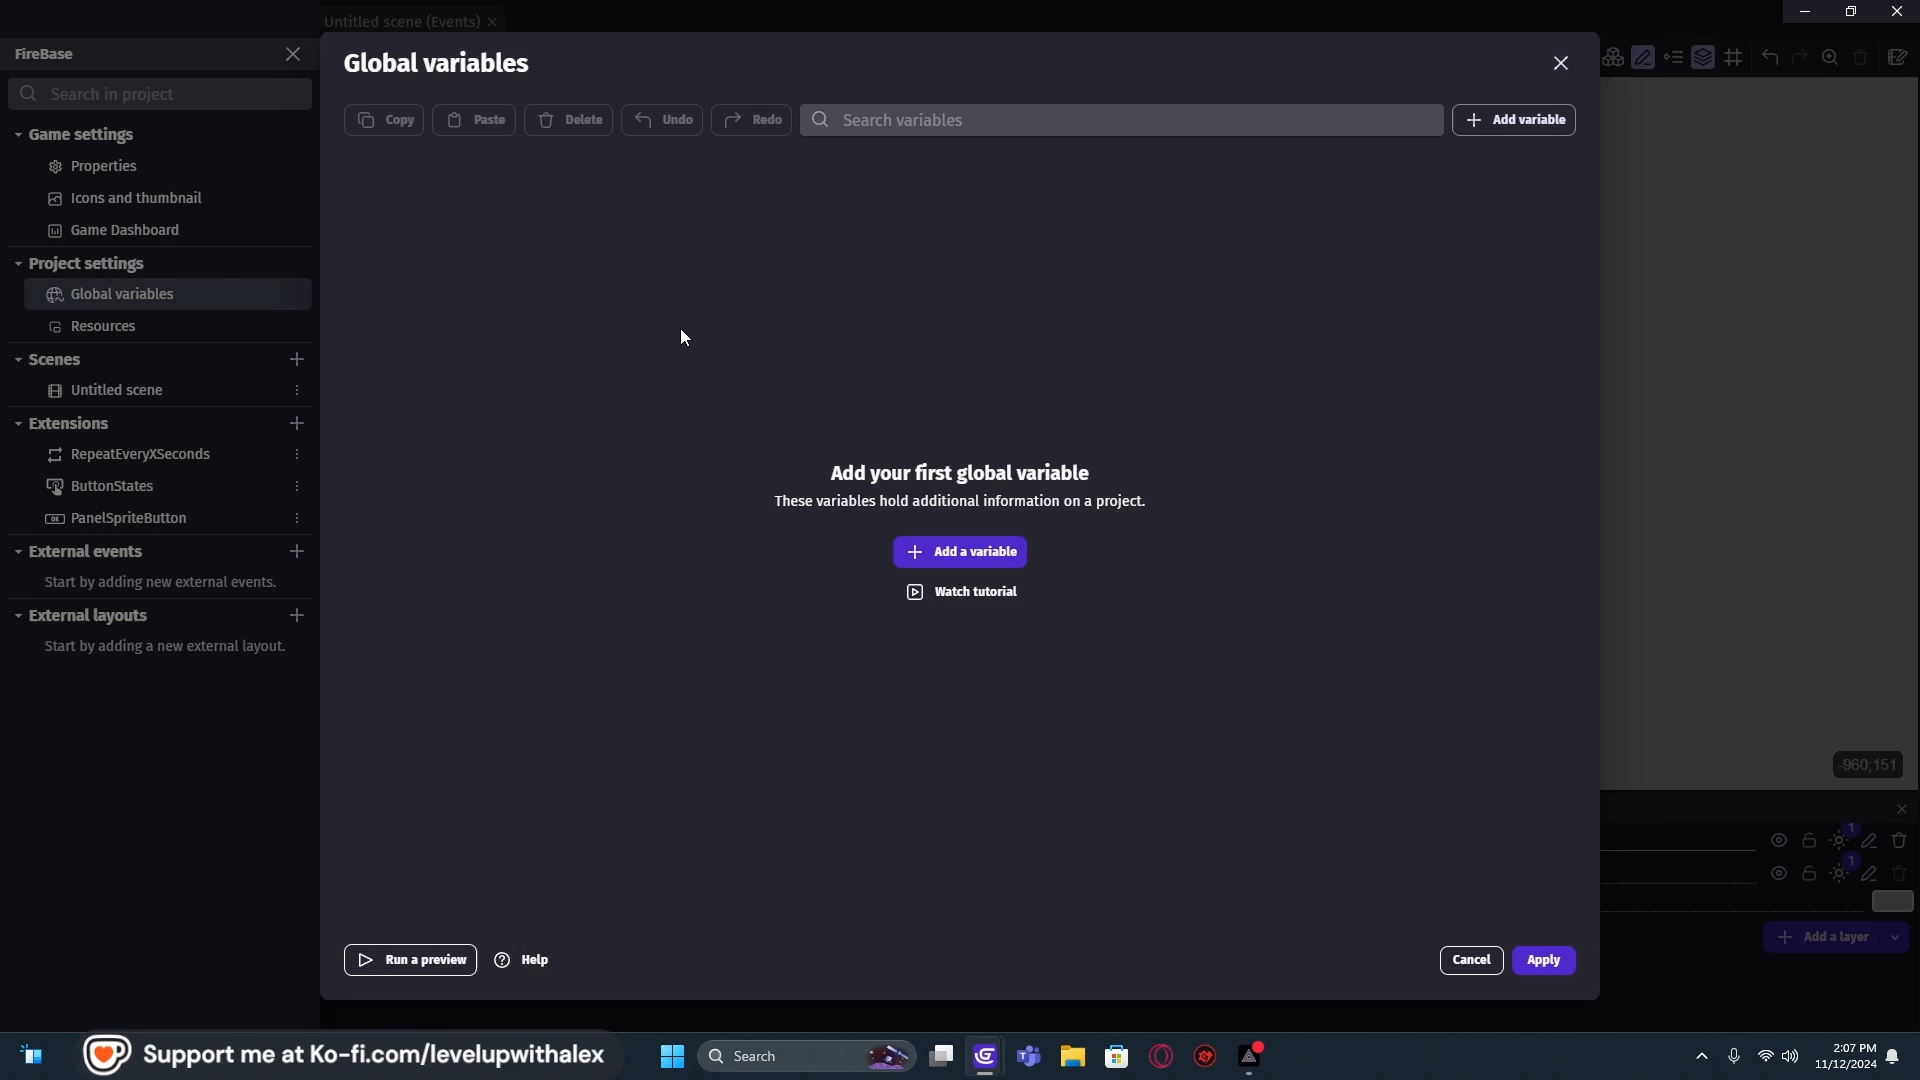 Untitled scene (Events)
FireBase
Global variables
Search in project
Copy
Paste
Delete
Undo
Redo
Search variables
Add variable
Game settings
Properties
Icons and thumbnail
Game Dashboard
Project settings
Global variables
Resources
Scenes
Untitled scene
Extensions
RepeatEveryXSeconds
ButtonStates
PanelSpriteButton
External events
Start by adding new external events.
External layouts
Start by adding a new external layout.
Add your first global variable
These variables hold additional information on a project.
Add a variable
Watch tutorial
-960;151
1
1
Add a layer
Run a preview
Help
Cancel
Apply
Support me at Ko-fi.com/levelupwithalex
Search
2:07 PM
11/12/2024